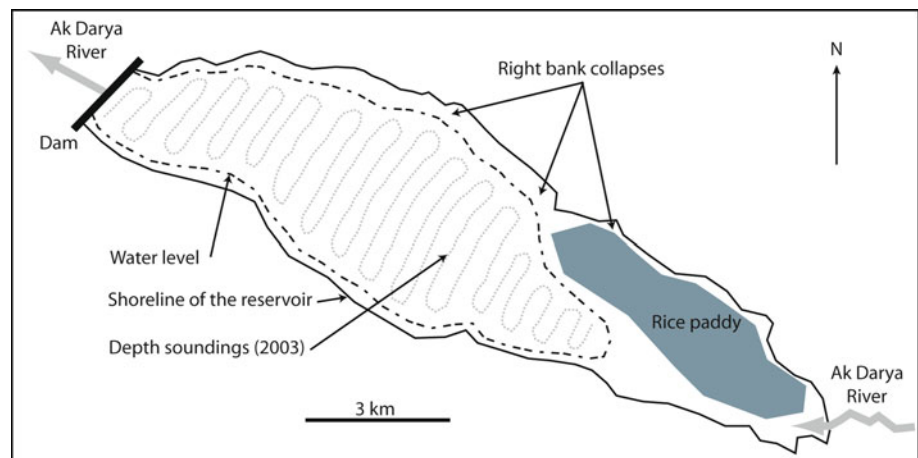 Ak Darya
River
Right bank collapses
N
Dam
Water level
Shoreline of the reservoir
Rice paddy
Depth soundings (2003)
Ak Darya
River
3 km